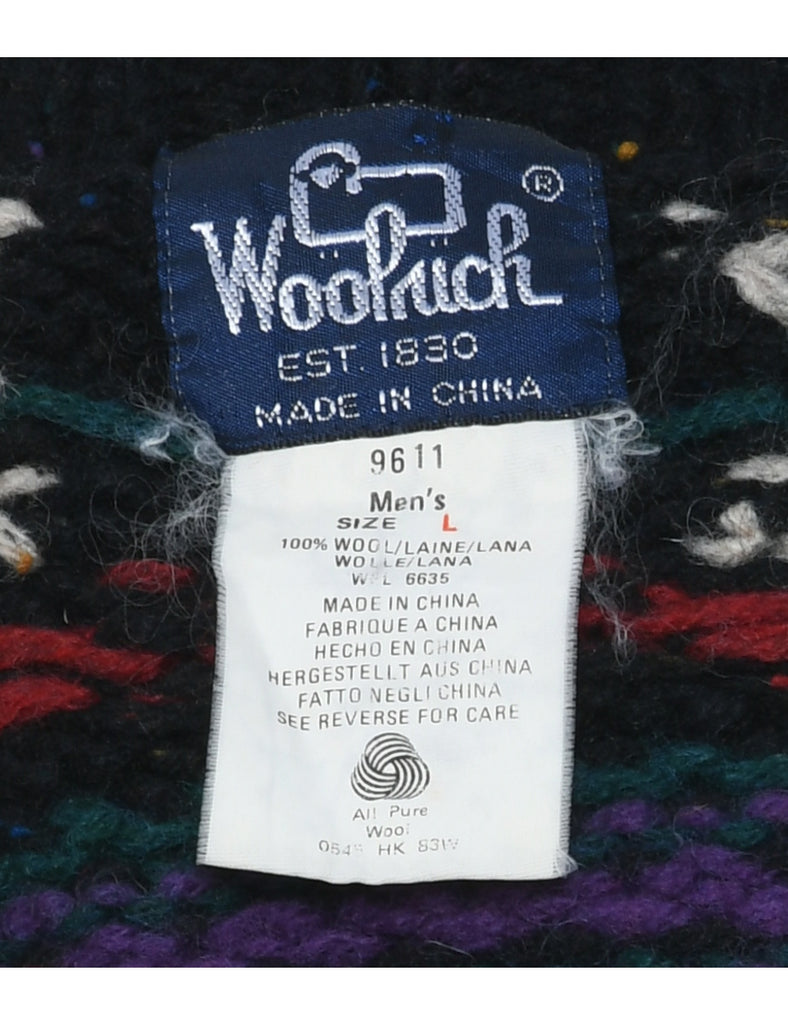 Woolrich ®
EST. 1830
MADE IN CHINA
9611
Men's
SIZE L
100% WOOL/LAINE/LANA
WOLLE/LANA
WPL 6635
MADE IN CHINA
FABRIQUE A CHINA
HECHO EN CHINA
HERGESTELLT AUS CHINA
FATTO NEGLI CHINA
SEE REVERSE FOR CARE
All Pure
Wool
HK 83W